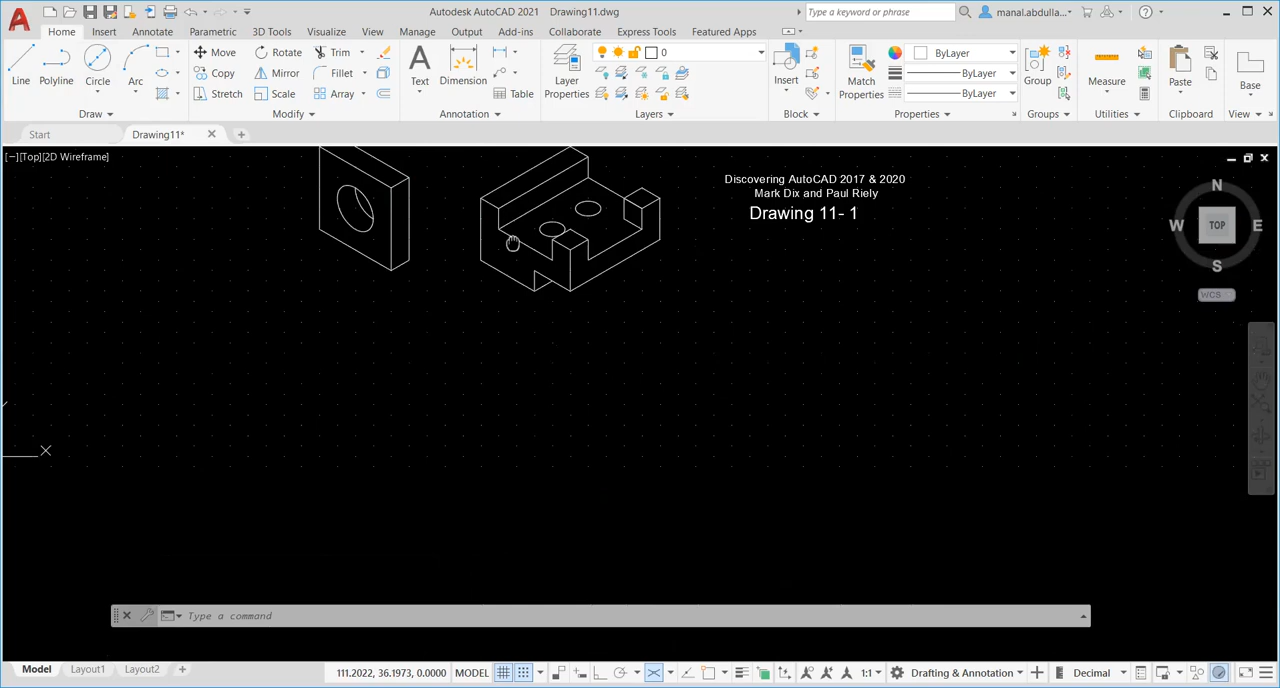 Autodesk AutoCAD 2021 Drawing11.dwg
Type a keyword or phrase
manal.abdulla...
Home Insert Annotate Parametric 3D Tools Visualize View Manage Output Add-ins Collaborate Express Tools Featured Apps
Line Polyline Circle Arc
Move Rotate Trim
Copy Mirror Fillet
Stretch Scale Array
Text Dimension
Table
Layer
Properties
0
Insert
Match
Properties
ByLayer
ByLayer
ByLayer
Group
Measure
Paste
Base
Draw Modify Annotation Layers Block Properties Groups Utilities Clipboard View
Start Drawing11*
[−][Top][2D Wireframe]
Discovering AutoCAD 2017 & 2020
Mark Dix and Paul Riely
Drawing 11- 1
N
W TOP E
S
WCS
X
Type a command
Model Layout1 Layout2
111.2022, 36.1973, 0.0000 MODEL
1:1
Drafting & Annotation
Decimal